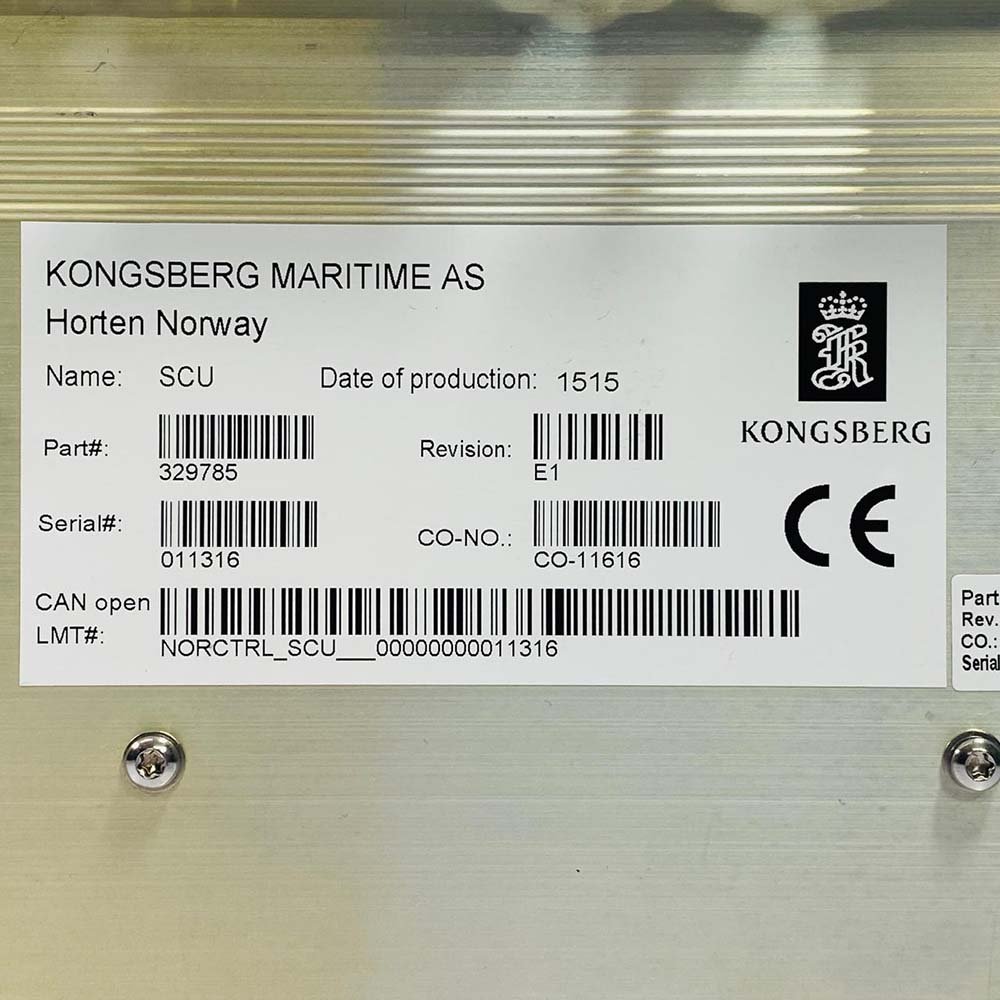 KONGSBERG MARITIME AS
Horten Norway
Name: SCU Date of production: 1515
KONGSBERG
Part#: 329785 Revision: E1
Serial#: 011316 CO-NO.: CO-11616
CE
CAN open
LMT#: NORCTRL_SCU___00000000011316
Part
Rev.
CO.:
Serial